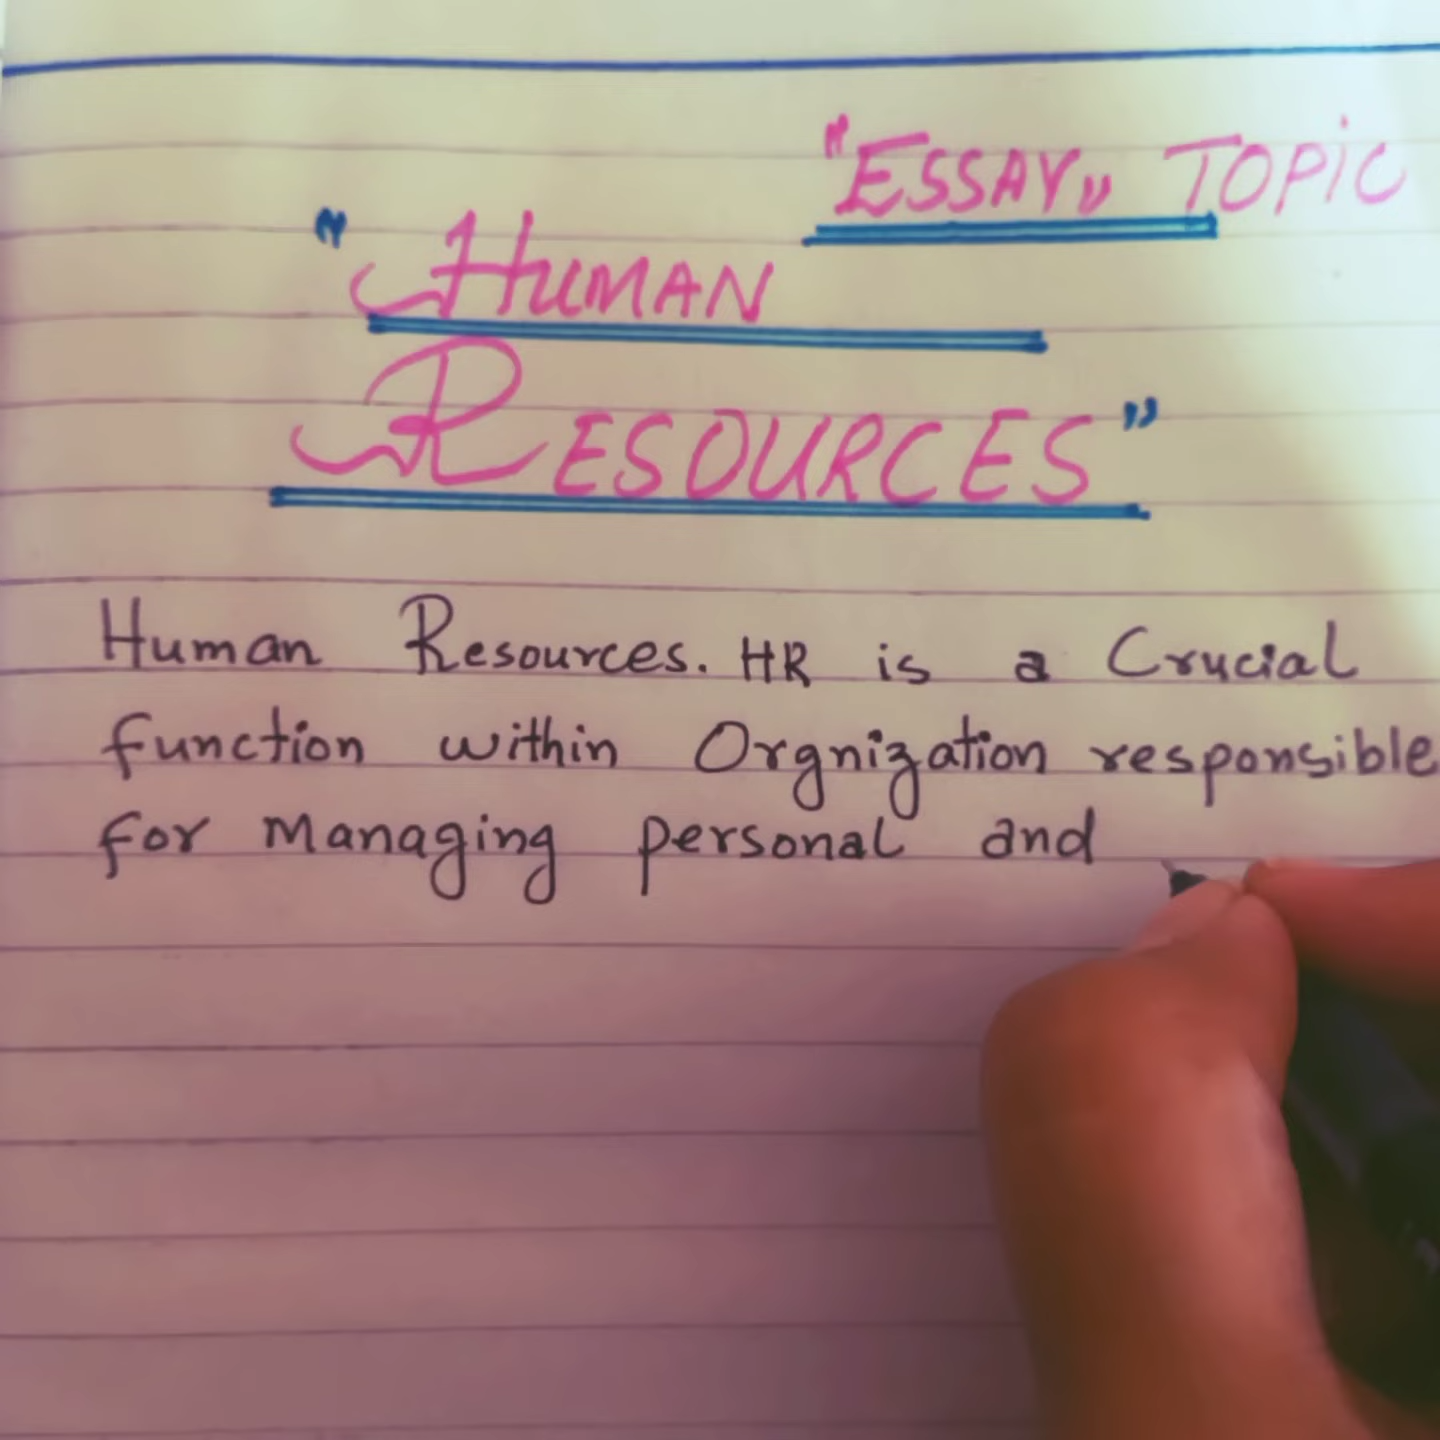 "ESSAY" TOPIC
"HUMAN
RESOURCES"
Human Resources. HR is a Crucial
function within Orgnization responsible
for Managing personal and